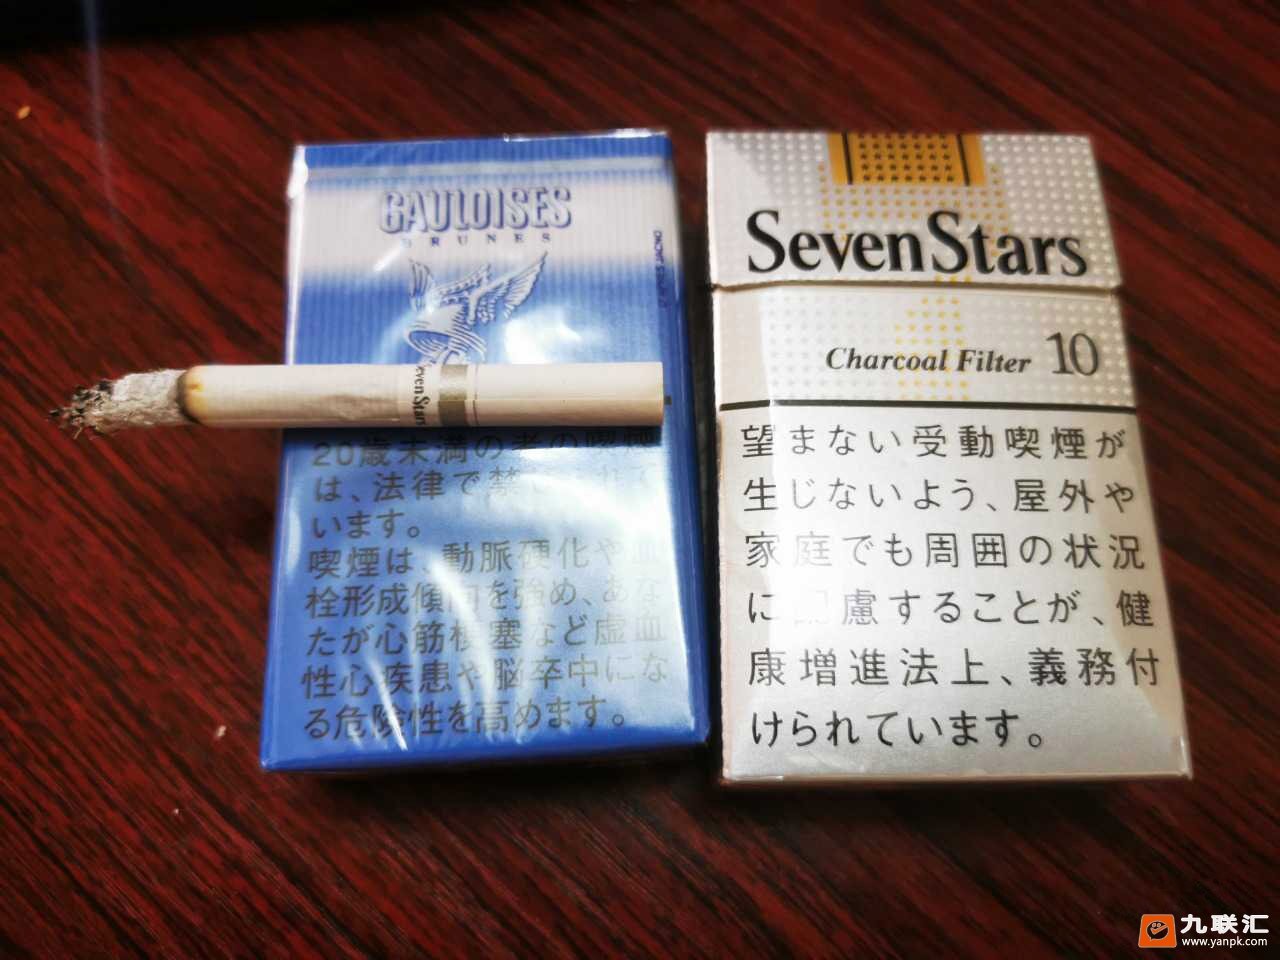 GAULOISES
BRUNES
Seven Stars
20歳未満の者の喫煙
は、法律で禁
います。
喫煙は、動脈硬化や血
栓形成傾向を強め、あな
たが心筋梗塞など虚血
性心疾患や脳卒中にな
る危険性を高めます。
SevenStars
Charcoal Filter 10
望まない受動喫煙が
生じないよう、屋外や
家庭でも周囲の状況
に配慮することが、健
康増進法上、義務付
けられています。
九联汇
www.yanpk.com